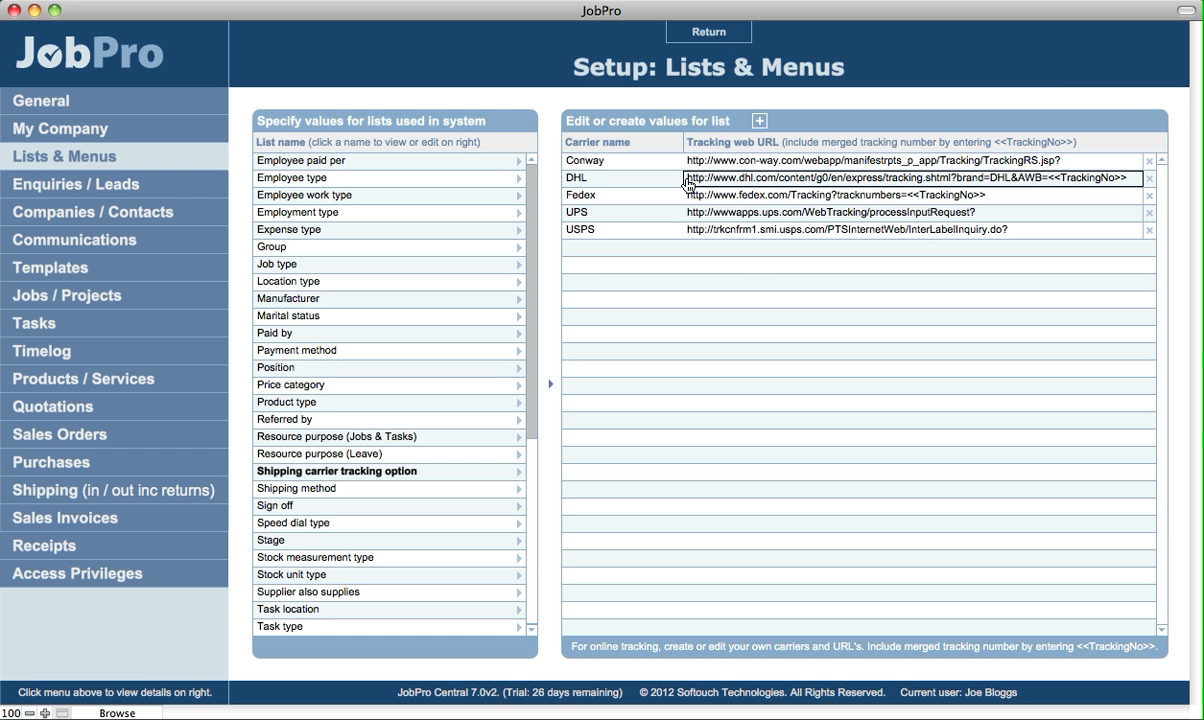 JobPro
JobPro
Return
Setup: Lists & Menus
General
My Company
Lists & Menus
Enquiries / Leads
Companies / Contacts
Communications
Templates
Jobs / Projects
Tasks
Timelog
Products / Services
Quotations
Sales Orders
Purchases
Shipping (in / out inc returns)
Sales Invoices
Receipts
Access Privileges
Click menu above to view details on right.
Specify values for lists used in system
List name (click a name to view or edit on right)
Employee paid per
Employee type
Employee work type
Employment type
Expense type
Group
Job type
Location type
Manufacturer
Marital status
Paid by
Payment method
Position
Price category
Product type
Referred by
Resource purpose (Jobs & Tasks)
Resource purpose (Leave)
Shipping carrier tracking option
Shipping method
Sign off
Speed dial type
Stage
Stock measurement type
Stock unit type
Supplier also supplies
Task location
Task type
Edit or create values for list +
Carrier name Tracking web URL (include merged tracking number by entering <<TrackingNo>>)
Conway http://www.con-way.com/webapp/manifestrpts_p_app/Tracking/TrackingRS.jsp?
DHL http://www.dhl.com/content/g0/en/express/tracking.shtml?brand=DHL&AWB=<<TrackingNo>>
Fedex http://www.fedex.com/Tracking?tracknumbers=<<TrackingNo>>
UPS http://wwwapps.ups.com/WebTracking/processInputRequest?
USPS http://trkcnfrm1.smi.usps.com/PTSInternetWeb/InterLabelInquiry.do?
For online tracking, create or edit your own carriers and URL's. Include merged tracking number by entering <<TrackingNo>>.
JobPro Central 7.0v2. (Trial: 26 days remaining) © 2012 Softouch Technologies. All Rights Reserved. Current user: Joe Bloggs
100 Browse